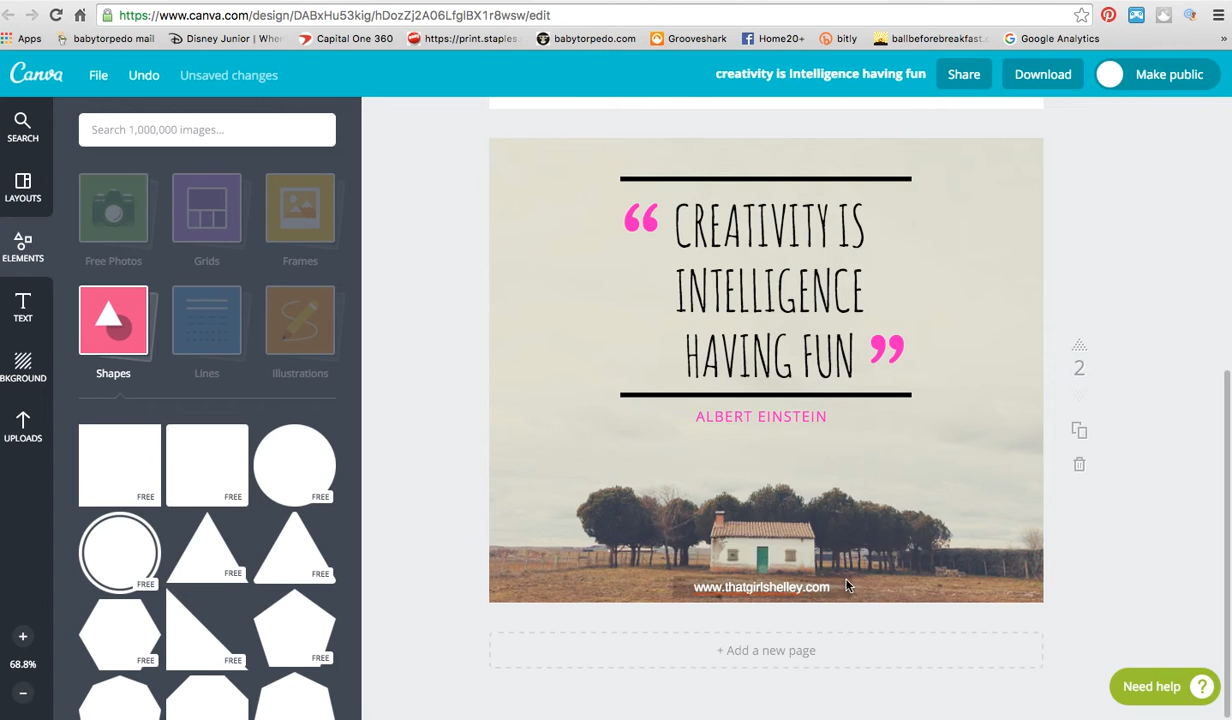 https://www.canva.com/design/DABxHu53kig/hDozZj2A06LfglBX1r8wsw/edit
Apps
babytorpedo mail
Disney Junior | Wher
Capital One 360
https://print.staples.
babytorpedo.com
Grooveshark
Home20+
bitly
ballbeforebreakfast.
Google Analytics
»
Canva
File
Undo
Unsaved changes
creativity is Intelligence having fun
Share
Download
Make public
SEARCH
LAYOUTS
ELEMENTS
TEXT
BKGROUND
UPLOADS
+
68.8%
−
Search 1,000,000 images...
Free Photos
Grids
Frames
Shapes
Lines
Illustrations
FREE
FREE
FREE
FREE
FREE
FREE
FREE
FREE
FREE
“ CREATIVITY IS
INTELLIGENCE
HAVING FUN ”
ALBERT EINSTEIN
www.thatgirlshelley.com
2
+ Add a new page
Need help ?